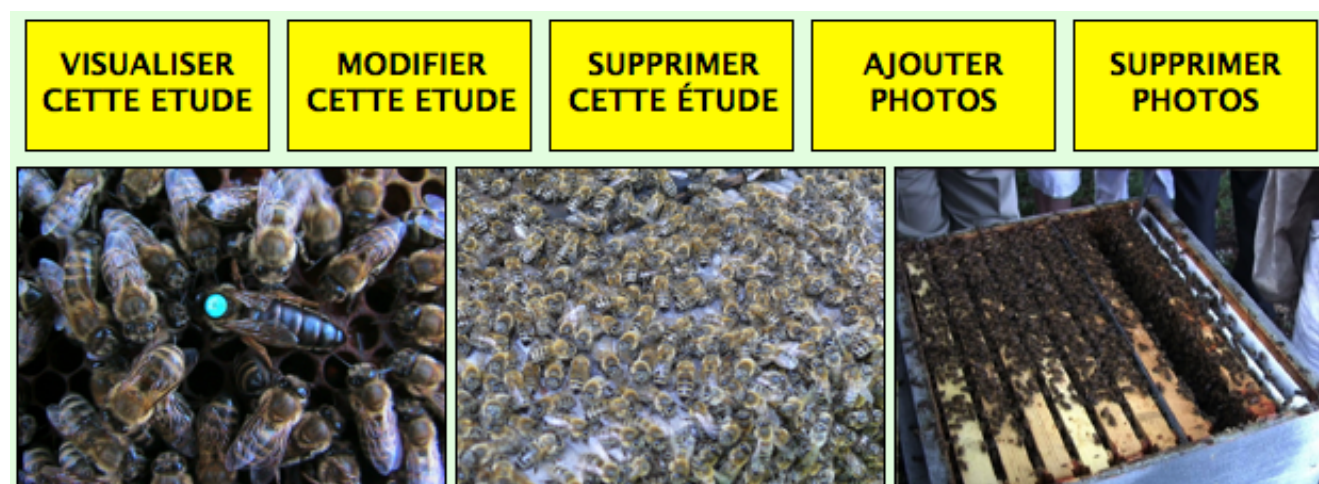 VISUALISER
CETTE ETUDE
MODIFIER
CETTE ETUDE
SUPPRIMER
CETTE ÉTUDE
AJOUTER
PHOTOS
SUPPRIMER
PHOTOS